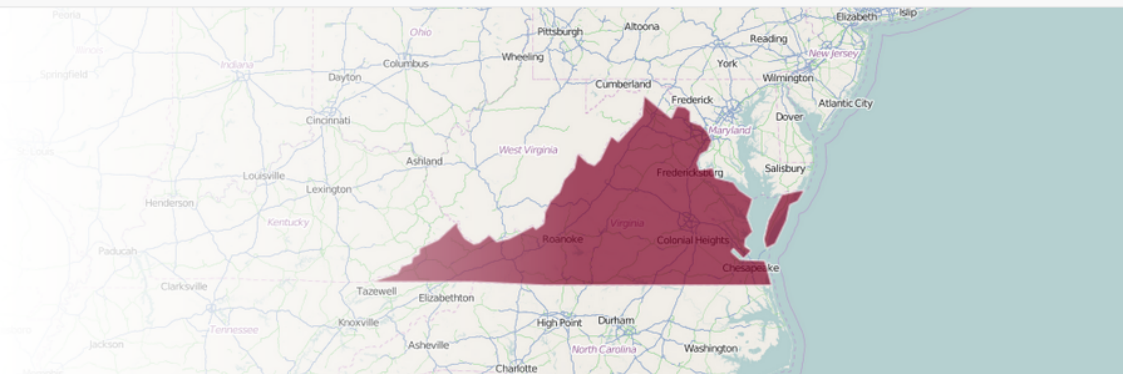 Peoria
Ohio
Pittsburgh
Altoona
Elizabeth
Islip
Reading
Illinois
Springfield
Indiana
Columbus
Wheeling
New Jersey
Dayton
York
Wilmington
Cumberland
Frederick
Atlantic City
Cincinnati
Dover
Maryland
Ashland
West Virginia
Louis
Louisville
Salisbury
Fredericksburg
Lexington
Henderson
Kentucky
Virginia
Roanoke
Colonial Heights
Paducah
Chesapeake
Clarksville
Tazewell
Elizabethton
Tennessee
Knoxville
High Point
Durham
Jackson
Asheville
North Carolina
Washington
Charlotte